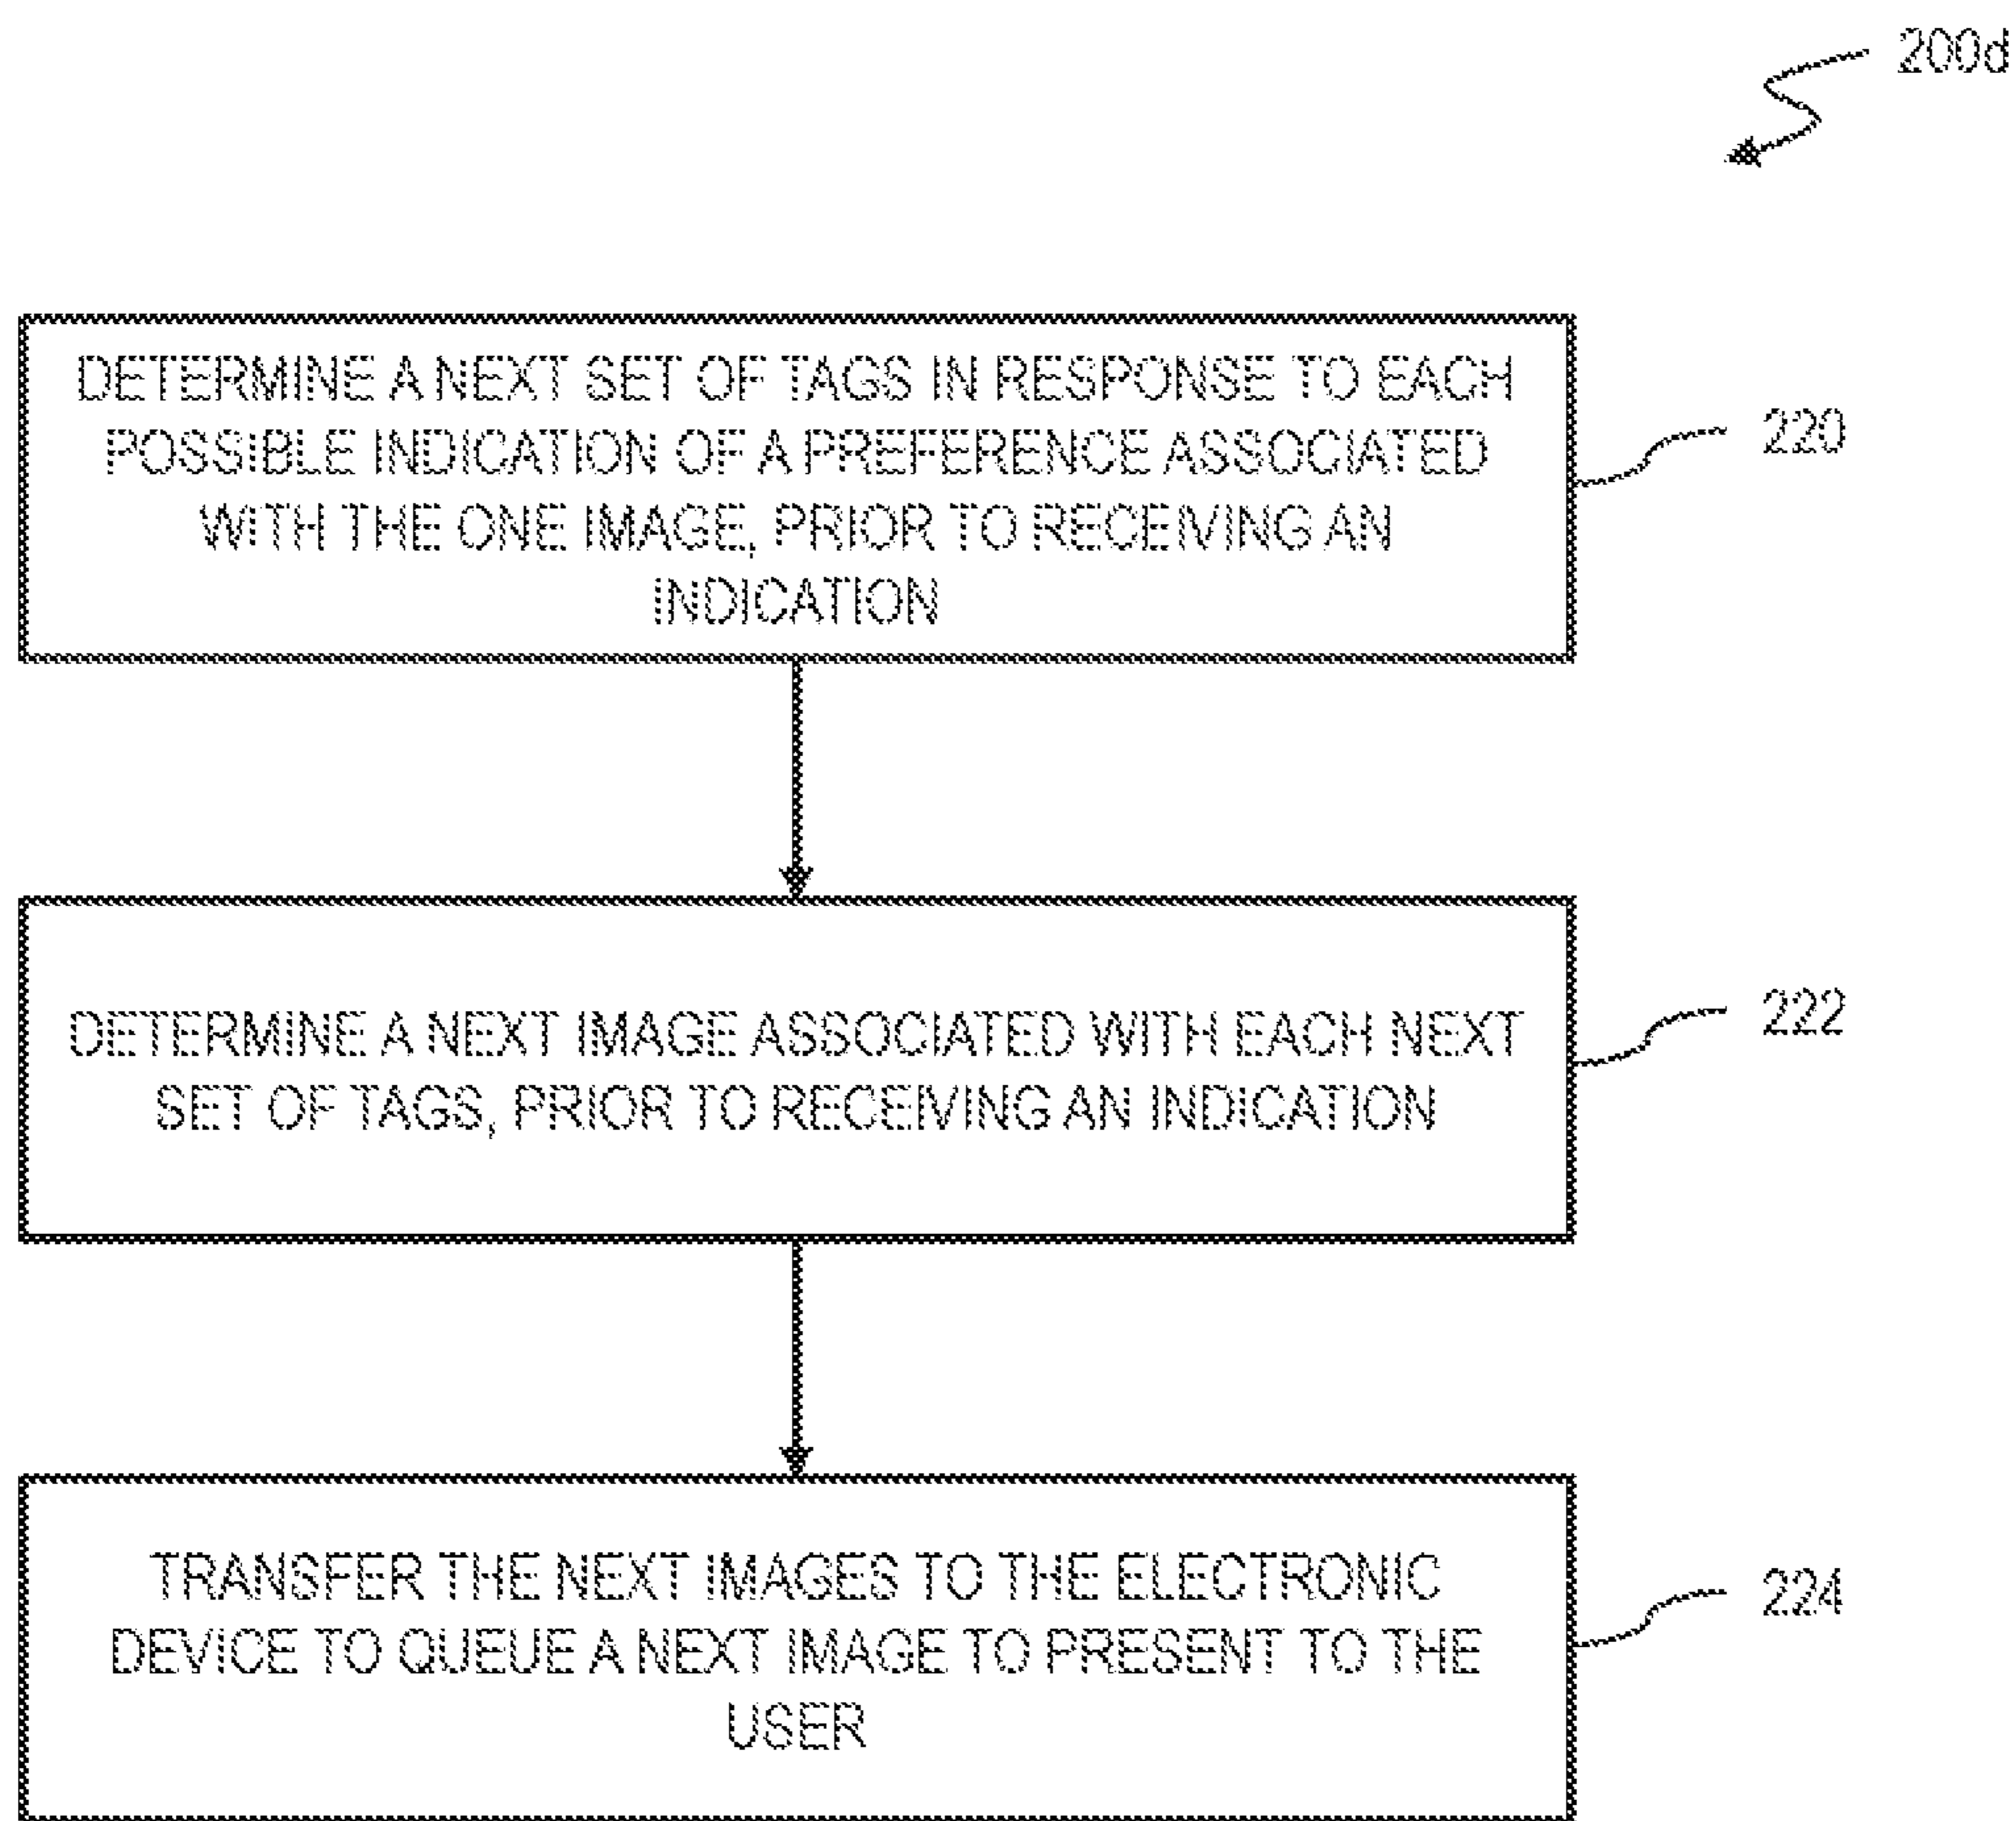 200d
DETERMINE A NEXT SET OF TAGS IN RESPONSE TO EACH
POSSIBLE INDICATION OF A PREFERENCE ASSOCIATED
WITH THE ONE IMAGE, PRIOR TO RECEIVING AN
INDICATION
220
DETERMINE A NEXT IMAGE ASSOCIATED WITH EACH NEXT
SET OF TAGS, PRIOR TO RECEIVING AN INDICATION
222
TRANSFER THE NEXT IMAGES TO THE ELECTRONIC
DEVICE TO QUEUE A NEXT IMAGE TO PRESENT TO THE
USER
224